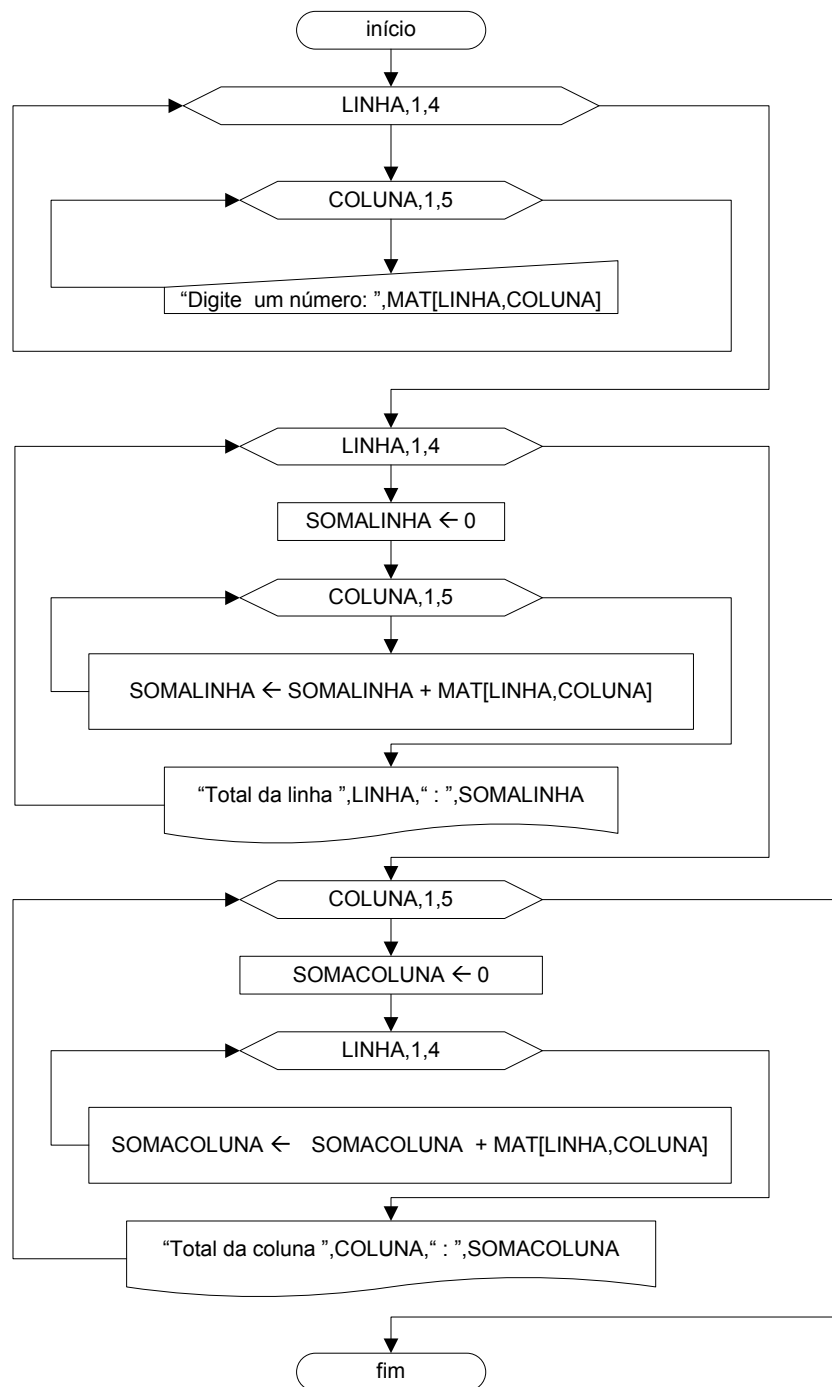 início
LINHA,1,4
COLUNA,1,5
“Digite um número: ”,MAT[LINHA,COLUNA]
LINHA,1,4
SOMALINHA ← 0
COLUNA,1,5
SOMALINHA ← SOMALINHA + MAT[LINHA,COLUNA]
“Total da linha ”,LINHA,“ : ”,SOMALINHA
COLUNA,1,5
SOMACOLUNA ← 0
LINHA,1,4
SOMACOLUNA ← SOMACOLUNA + MAT[LINHA,COLUNA]
“Total da coluna ”,COLUNA,“ : ”,SOMACOLUNA
fim